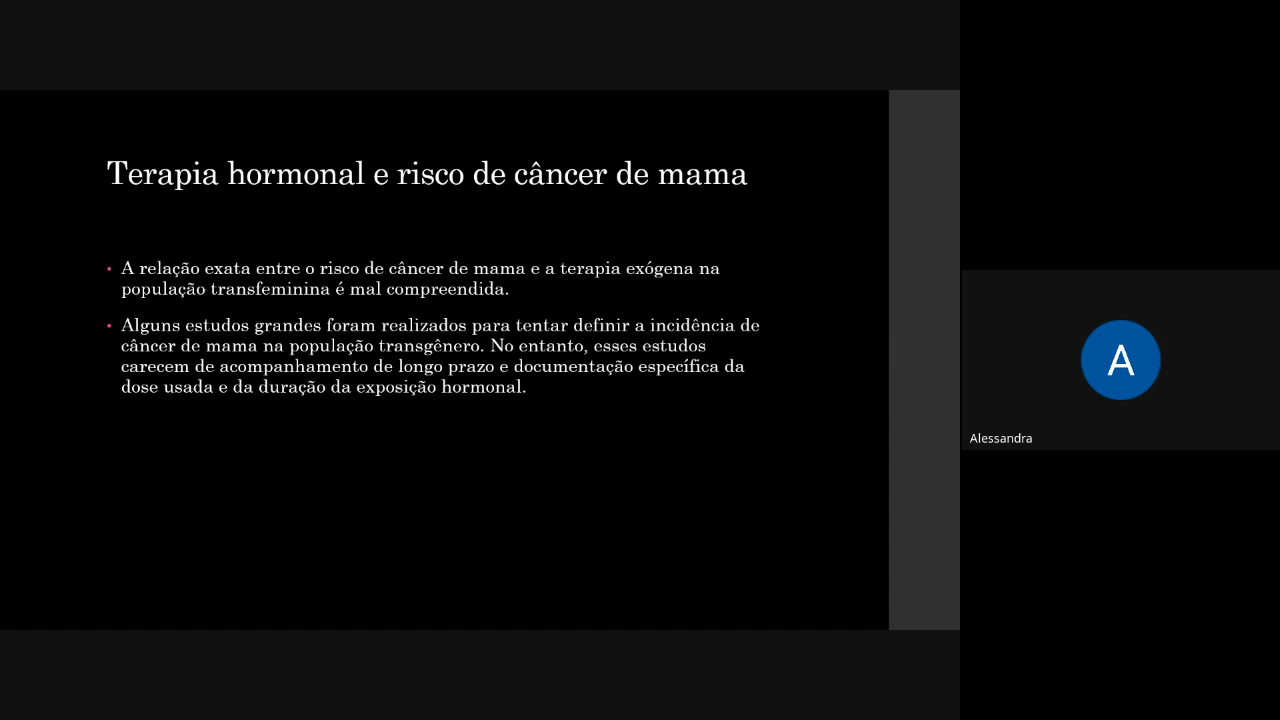 Terapia hormonal e risco de câncer de mama
▪ A relação exata entre o risco de câncer de mama e a terapia exógena na
população transfeminina é mal compreendida.
▪ Alguns estudos grandes foram realizados para tentar definir a incidência de
câncer de mama na população transgênero. No entanto, esses estudos
carecem de acompanhamento de longo prazo e documentação específica da
dose usada e da duração da exposição hormonal.
A
Alessandra